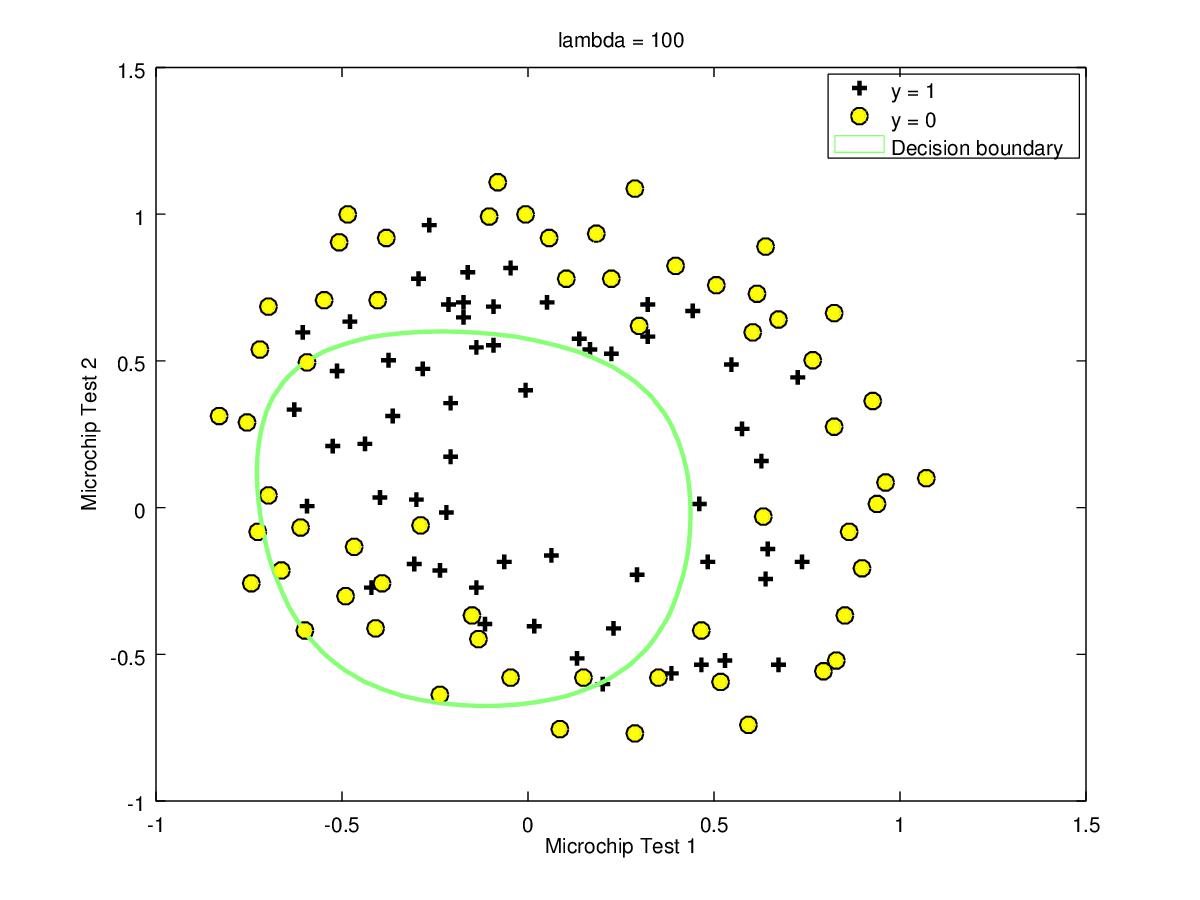 lambda = 100
1.5
1
0.5
0
-0.5
-1
Microchip Test 2
y = 1
y = 0
Decision boundary
-1
-0.5
0
0.5
1
1.5
Microchip Test 1